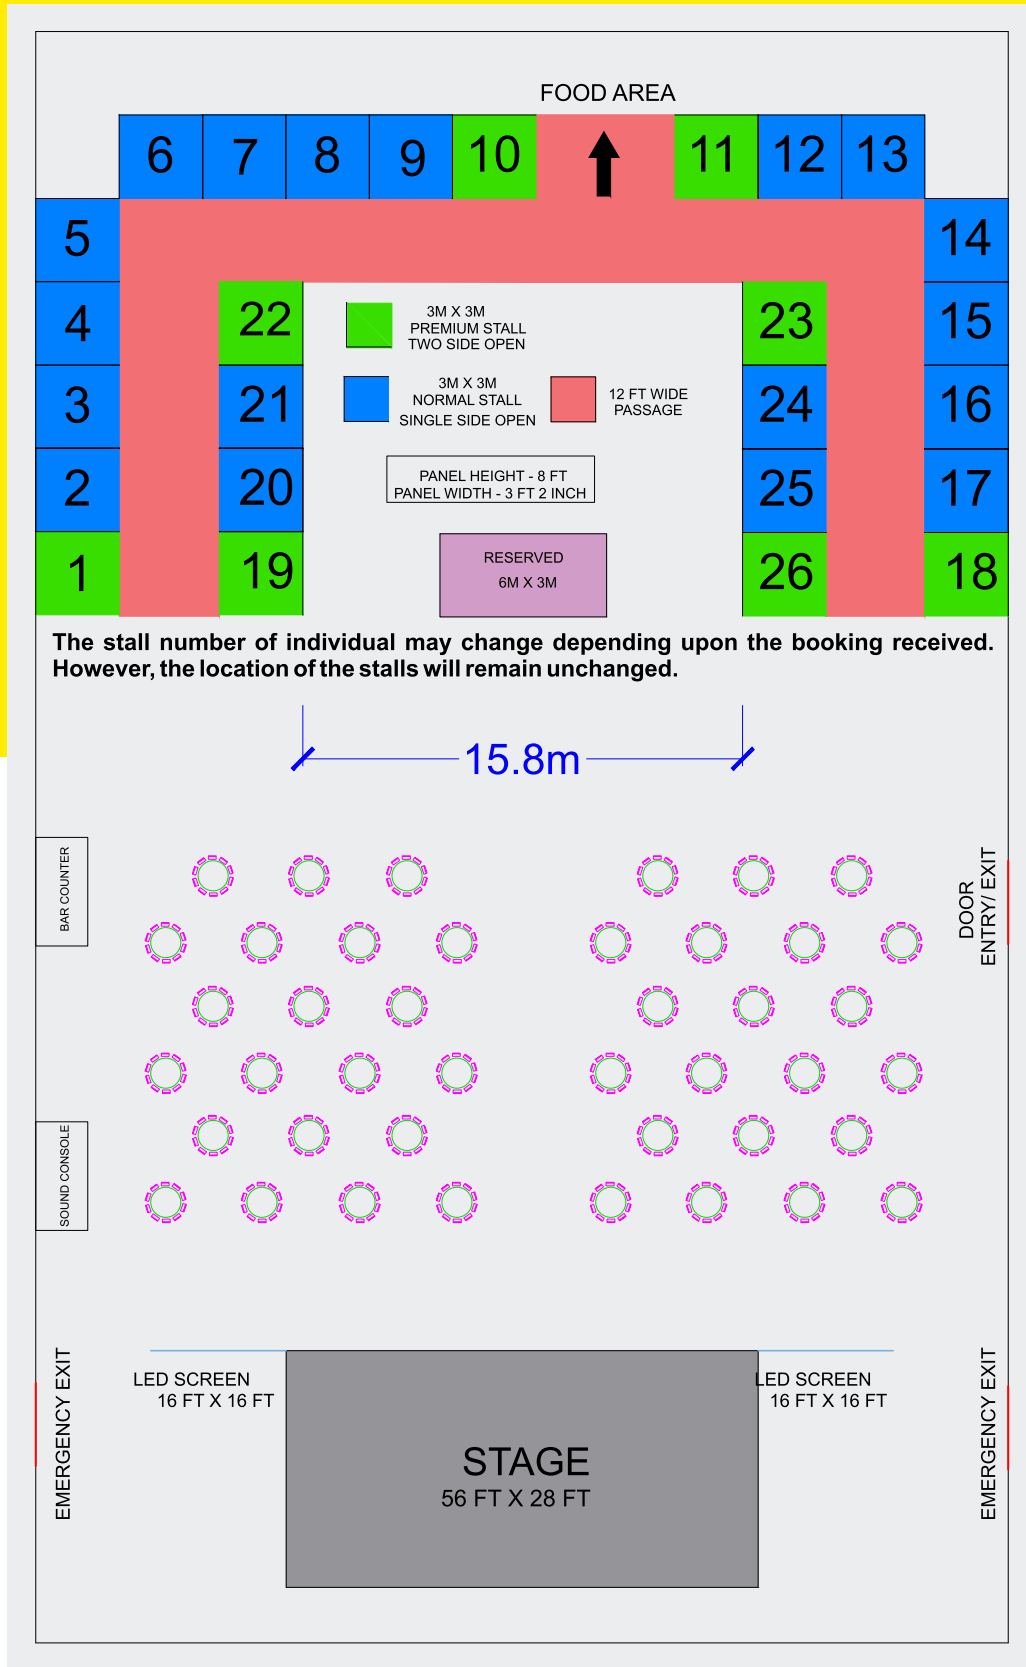 FOOD AREA
6 7 8 9 10 11 12 13
5 14
4 22 23 15
3M X 3M
PREMIUM STALL
TWO SIDE OPEN
3 21 24 16
3M X 3M
NORMAL STALL
SINGLE SIDE OPEN
12 FT WIDE
PASSAGE
2 20 25 17
PANEL HEIGHT - 8 FT
PANEL WIDTH - 3 FT 2 INCH
1 19 26 18
RESERVED
6M X 3M
The stall number of individual may change depending upon the booking received.
However, the location of the stalls will remain unchanged.
15.8m
BAR COUNTER
DOOR
ENTRY/ EXIT
SOUND CONSOLE
EMERGENCY EXIT
LED SCREEN
16 FT X 16 FT
STAGE
56 FT X 28 FT
LED SCREEN
16 FT X 16 FT
EMERGENCY EXIT